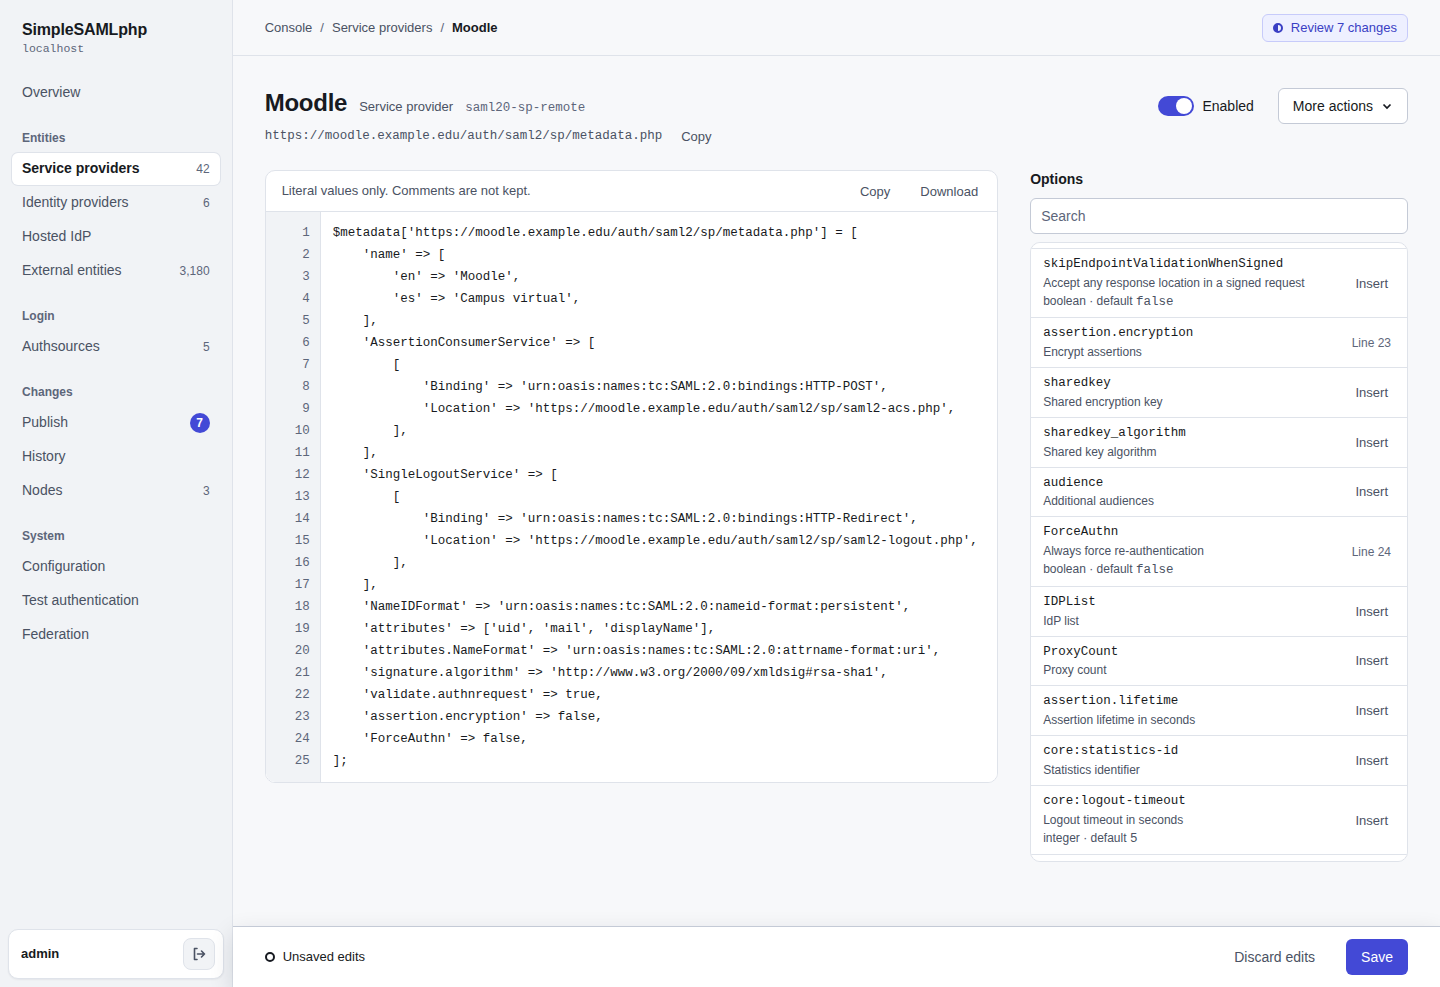 SimpleSAMLphp
localhost
Overview
Entities
Service providers 42
Identity providers 6
Hosted IdP
External entities 3,180
Login
Authsources 5
Changes
Publish 7
History
Nodes 3
System
Configuration
Test authentication
Federation
admin
Console / Service providers / Moodle
Review 7 changes
Moodle Service provider saml20-sp-remote
https://moodle.example.edu/auth/saml2/sp/metadata.php Copy
Enabled
More actions
Literal values only. Comments are not kept. Copy Download
1 $metadata['https://moodle.example.edu/auth/saml2/sp/metadata.php'] = [
2 'name' => [
3 'en' => 'Moodle',
4 'es' => 'Campus virtual',
5 ],
6 'AssertionConsumerService' => [
7 [
8 'Binding' => 'urn:oasis:names:tc:SAML:2.0:bindings:HTTP-POST',
9 'Location' => 'https://moodle.example.edu/auth/saml2/sp/saml2-acs.php',
10 ],
11 ],
12 'SingleLogoutService' => [
13 [
14 'Binding' => 'urn:oasis:names:tc:SAML:2.0:bindings:HTTP-Redirect',
15 'Location' => 'https://moodle.example.edu/auth/saml2/sp/saml2-logout.php',
16 ],
17 ],
18 'NameIDFormat' => 'urn:oasis:names:tc:SAML:2.0:nameid-format:persistent',
19 'attributes' => ['uid', 'mail', 'displayName'],
20 'attributes.NameFormat' => 'urn:oasis:names:tc:SAML:2.0:attrname-format:uri',
21 'signature.algorithm' => 'http://www.w3.org/2000/09/xmldsig#rsa-sha1',
22 'validate.authnrequest' => true,
23 'assertion.encryption' => false,
24 'ForceAuthn' => false,
25 ];
Options
Search
skipEndpointValidationWhenSigned
Accept any response location in a signed request
boolean · default false
Insert
assertion.encryption
Encrypt assertions
Line 23
sharedkey
Shared encryption key
Insert
sharedkey_algorithm
Shared key algorithm
Insert
audience
Additional audiences
Insert
ForceAuthn
Always force re-authentication
boolean · default false
Line 24
IDPList
IdP list
Insert
ProxyCount
Proxy count
Insert
assertion.lifetime
Assertion lifetime in seconds
Insert
core:statistics-id
Statistics identifier
Insert
core:logout-timeout
Logout timeout in seconds
integer · default 5
Insert
Unsaved edits
Discard edits
Save